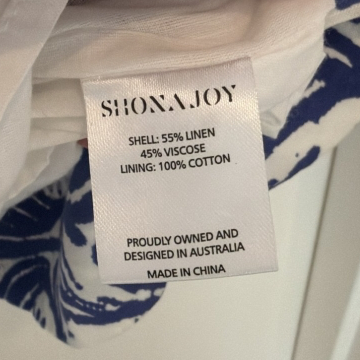 SHONA JOY
SHELL: 55% LINEN
45% VISCOSE
LINING: 100% COTTON
PROUDLY OWNED AND
DESIGNED IN AUSTRALIA
MADE IN CHINA